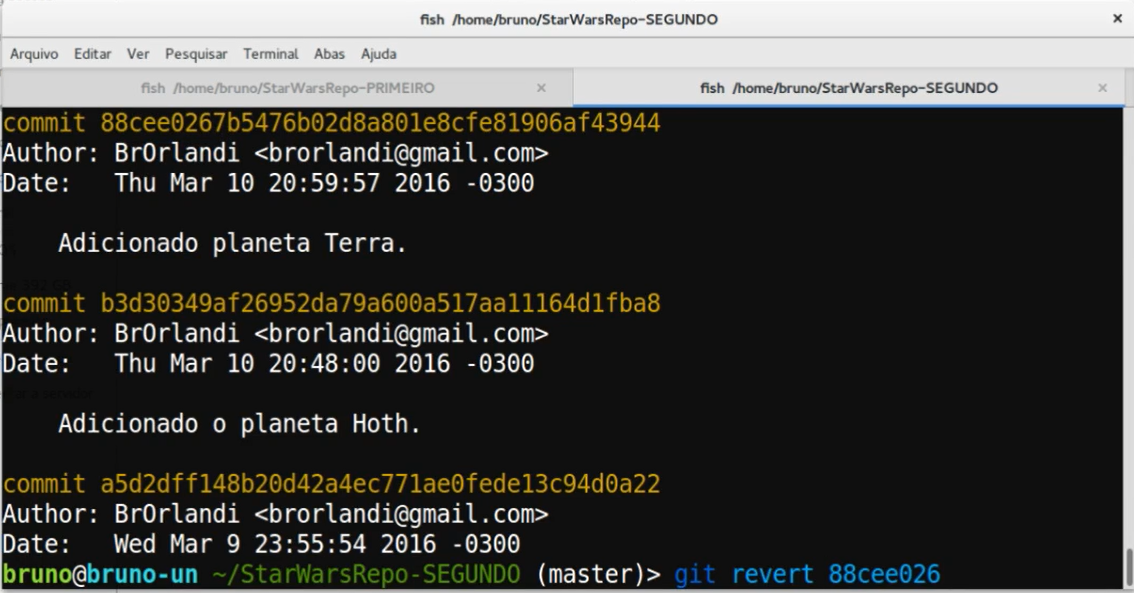 fish /home/bruno/StarWarsRepo-SEGUNDO ×
Arquivo Editar Ver Pesquisar Terminal Abas Ajuda
fish /home/bruno/StarWarsRepo-PRIMEIRO × fish /home/bruno/StarWarsRepo-SEGUNDO ×
commit 88cee0267b5476b02d8a801e8cfe81906af43944
Author: BrOrlandi <brorlandi@gmail.com>
Date: Thu Mar 10 20:59:57 2016 -0300
Adicionado planeta Terra.
commit b3d30349af26952da79a600a517aa11164d1fba8
Author: BrOrlandi <brorlandi@gmail.com>
Date: Thu Mar 10 20:48:00 2016 -0300
Adicionado o planeta Hoth.
commit a5d2dff148b20d42a4ec771ae0fede13c94d0a22
Author: BrOrlandi <brorlandi@gmail.com>
Date: Wed Mar 9 23:55:54 2016 -0300
bruno@bruno-un ~/StarWarsRepo-SEGUNDO (master)> git revert 88cee026